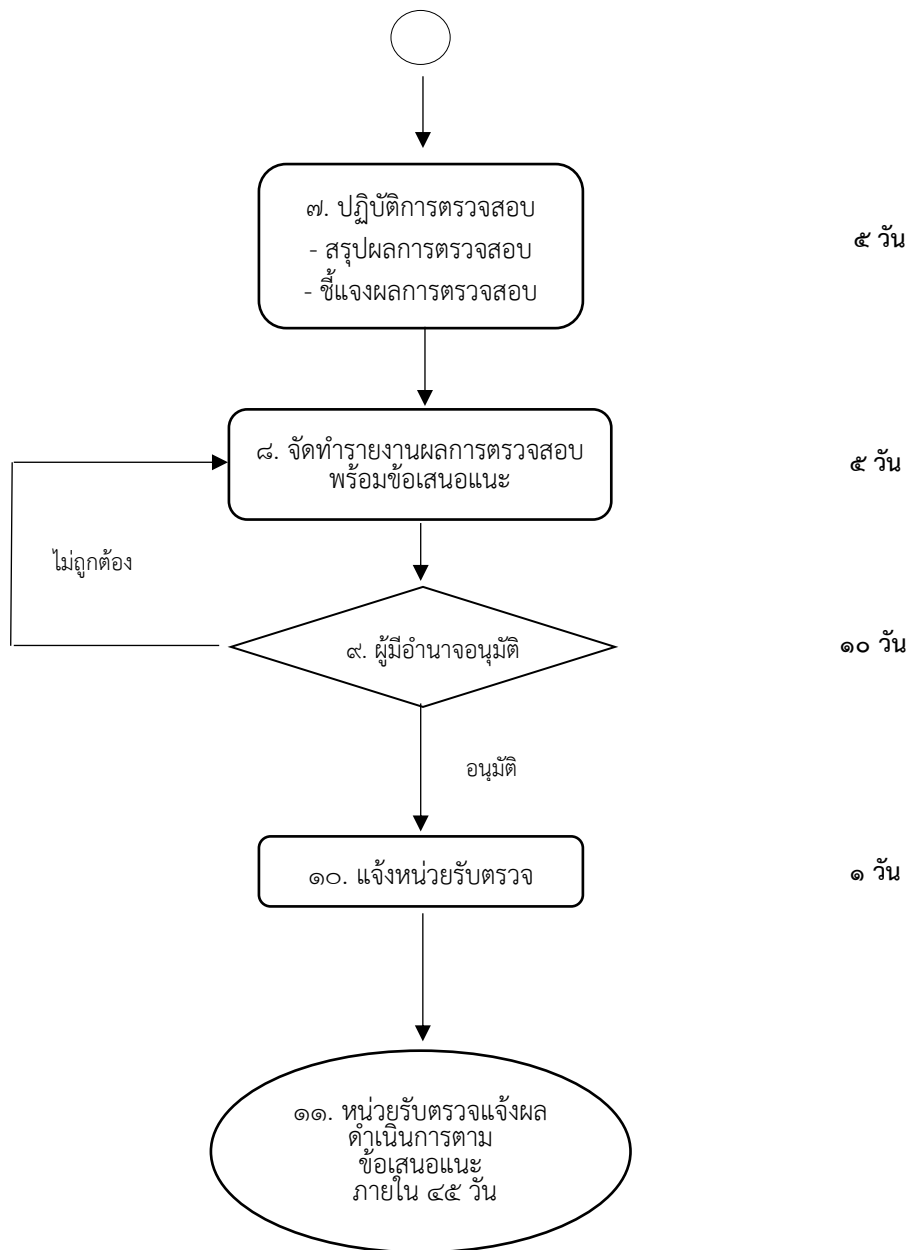 ๗. ปฏิบัติการตรวจสอบ
- สรุปผลการตรวจสอบ
- ชี้แจงผลการตรวจสอบ
๕ วัน
๘. จัดทำรายงานผลการตรวจสอบ
พร้อมข้อเสนอแนะ
๕ วัน
ไม่ถูกต้อง
๙. ผู้มีอำนาจอนุมัติ
๑๐ วัน
อนุมัติ
๑๐. แจ้งหน่วยรับตรวจ
๑ วัน
๑๑. หน่วยรับตรวจแจ้งผล
ดำเนินการตาม
ข้อเสนอแนะ
ภายใน ๔๕ วัน